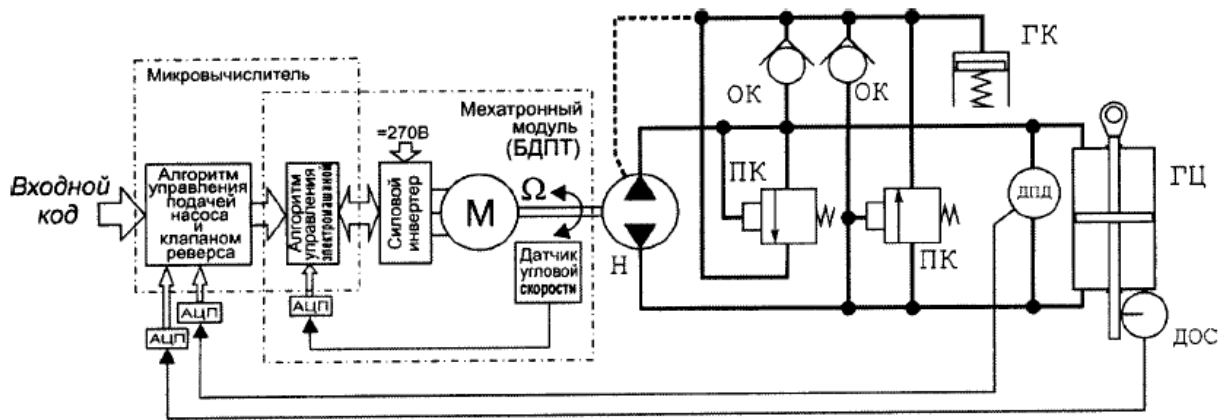 Микровычислитель
Мехатронный
модуль
(БДПТ)
=270В
Входной
код
Алгоритм
управления
подачей
насоса
и
клапаном
реверса
Алгоритм
управления
электромашиной
Силовой
инвертер
М
Ω
Датчик
угловой
скорости
АЦП
АЦП
АЦП
Н
ПК
ПК
ОК
ОК
ГК
ДПД
ГЦ
ДОС